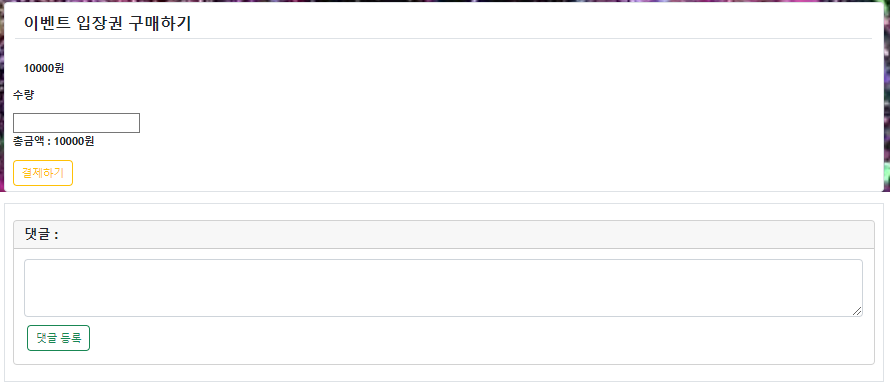 이벤트 입장권 구매하기
10000원
수량
총금액 : 10000원
결제하기
댓글 :
댓글 등록